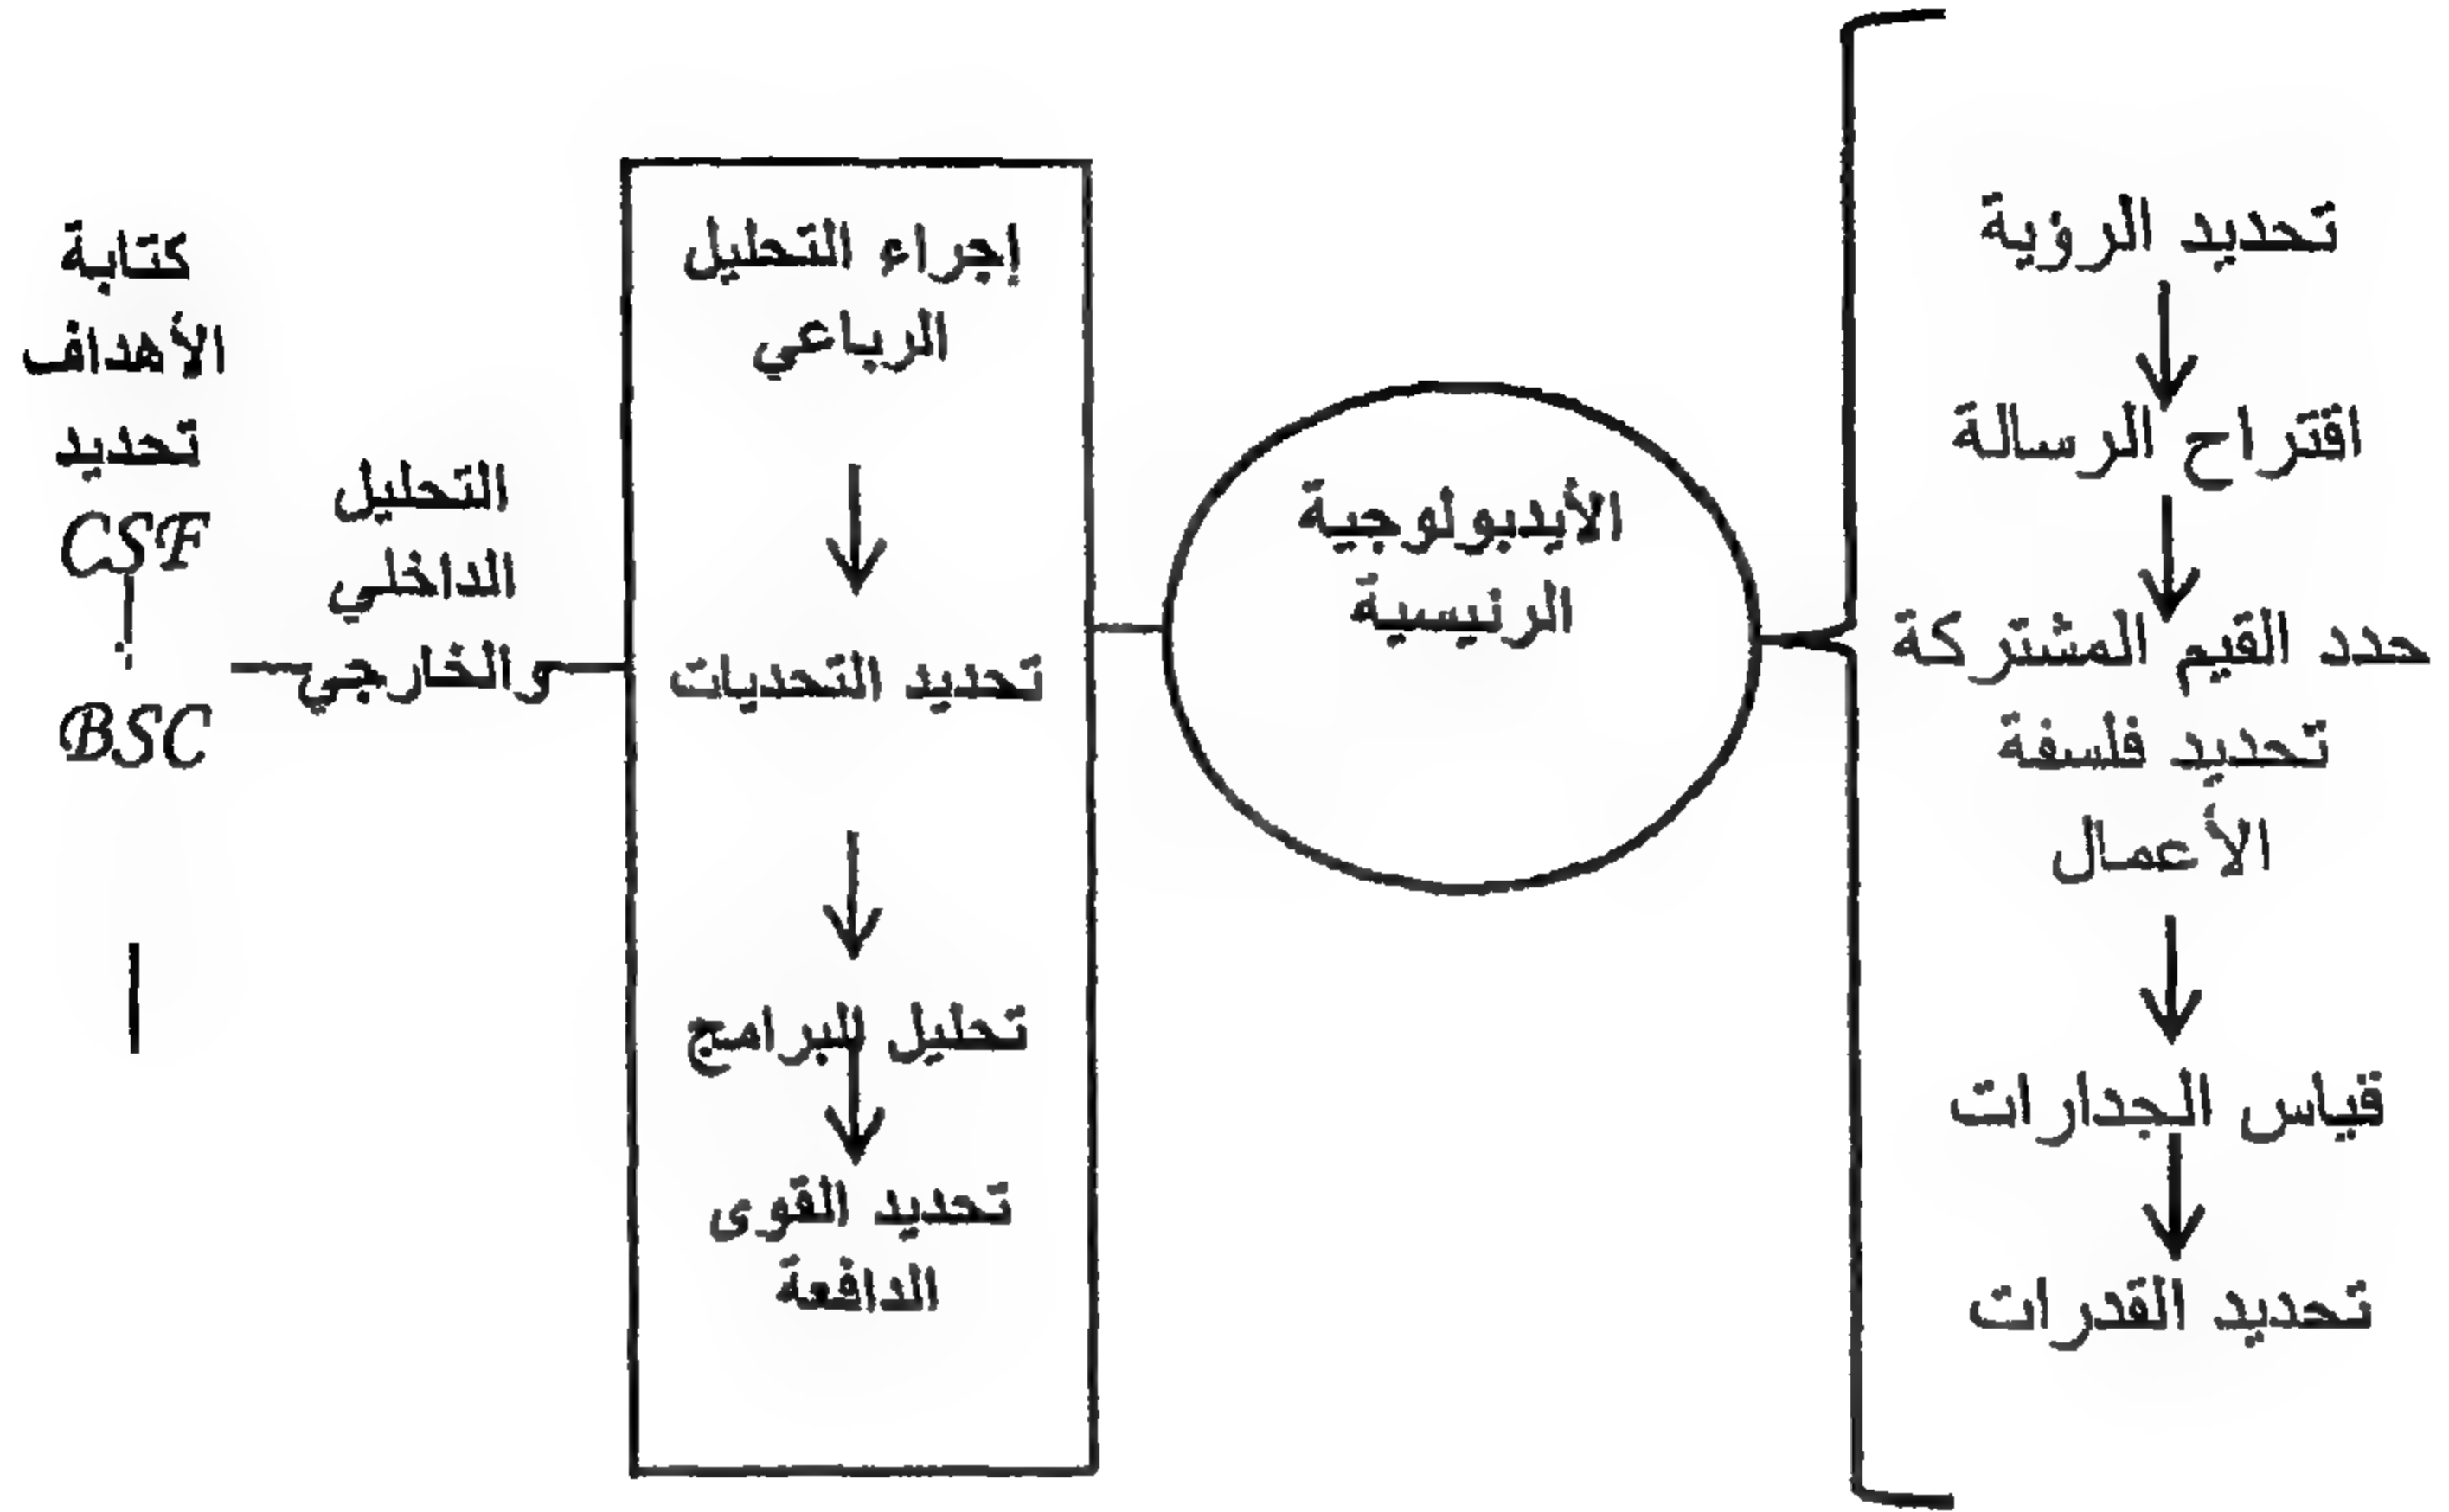 تحديد الرؤية
اقتراح الرسالة
حدد القيم المشتركة
تحديد فلسفة
الأعمال
قياس الجدارات
تحديد القدرات
الأيديولوجية
الرئيسية
إجراء التحليل
الرباعي
تحديد التحديات
تحليل للبرامج
تحديد القوى
الدافعة
التحليل
الداخلي
والخارجي
كتابة
الأهداف
تحديد
CSF
BSC